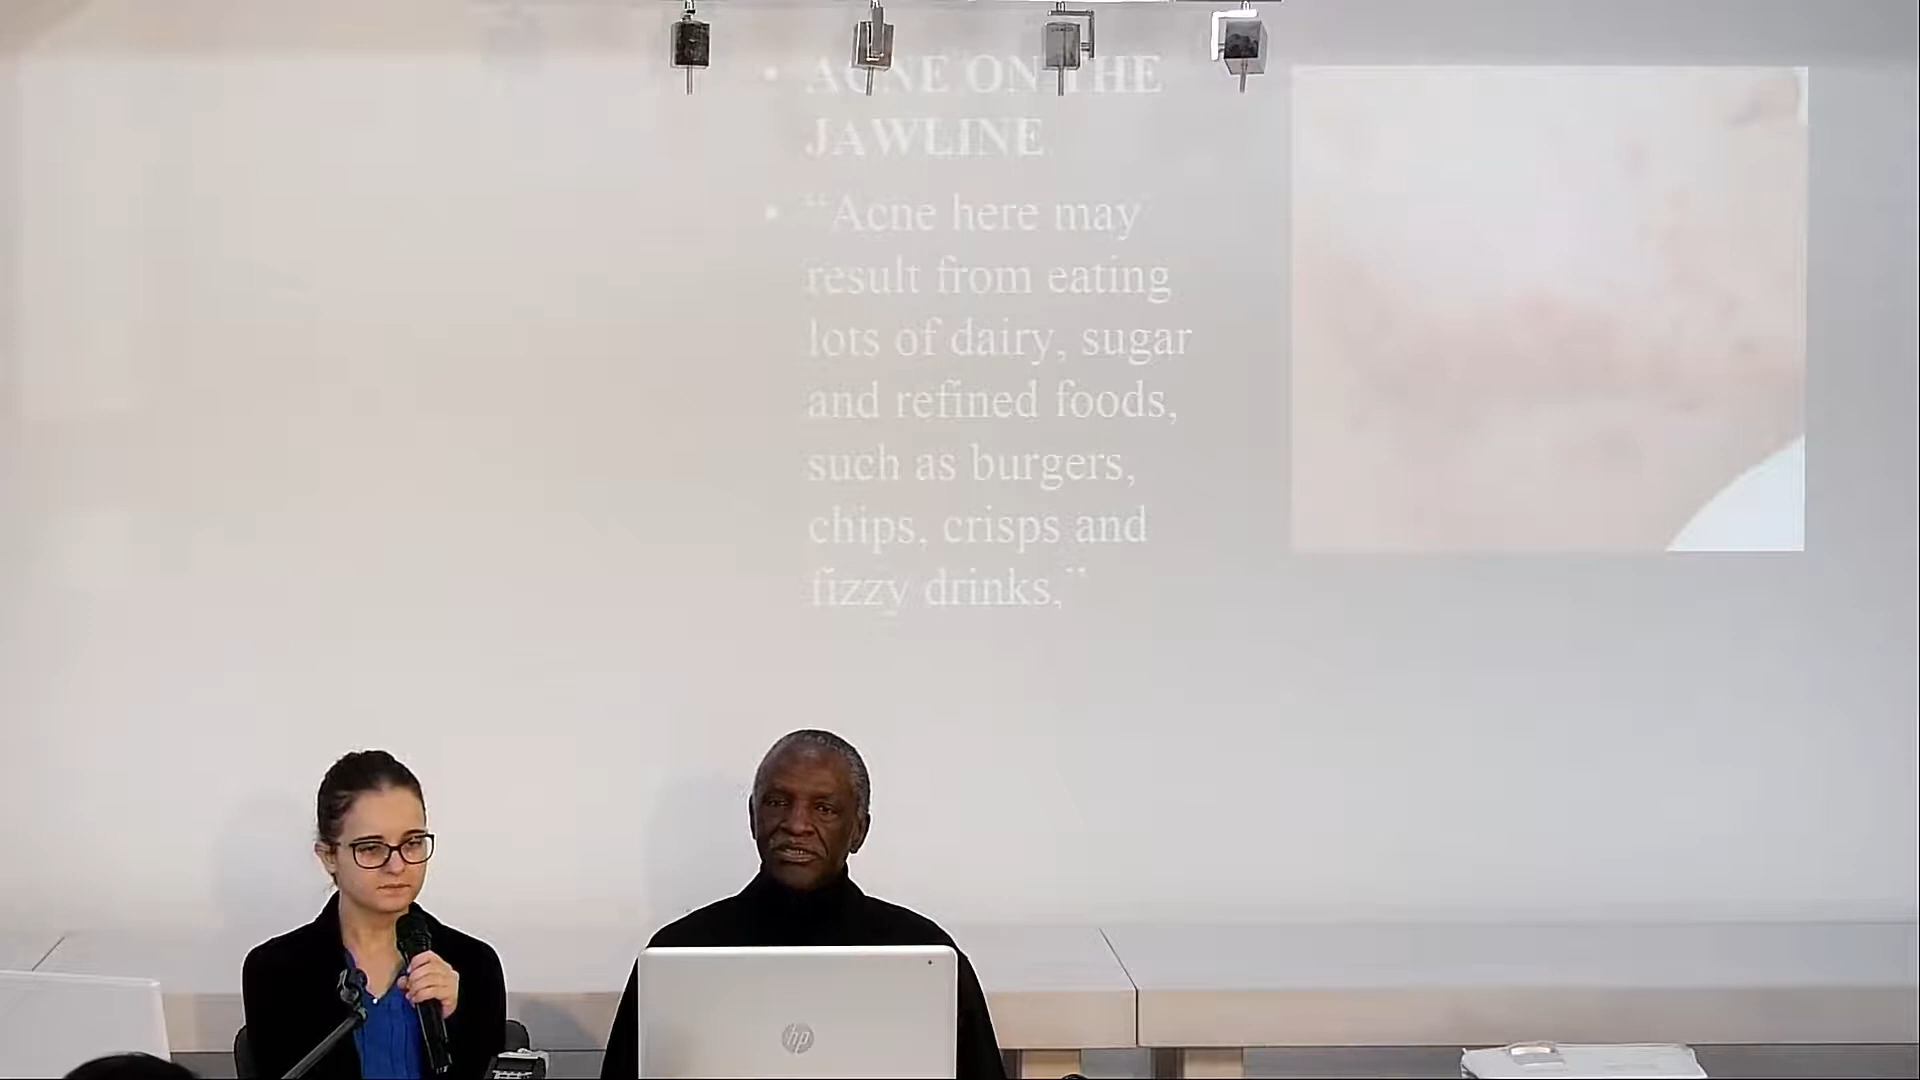 • ACNE ON THE
JAWLINE
• “Acne here may
result from eating
lots of dairy, sugar
and refined foods,
such as burgers,
chips, crisps and
fizzy drinks,”
hp